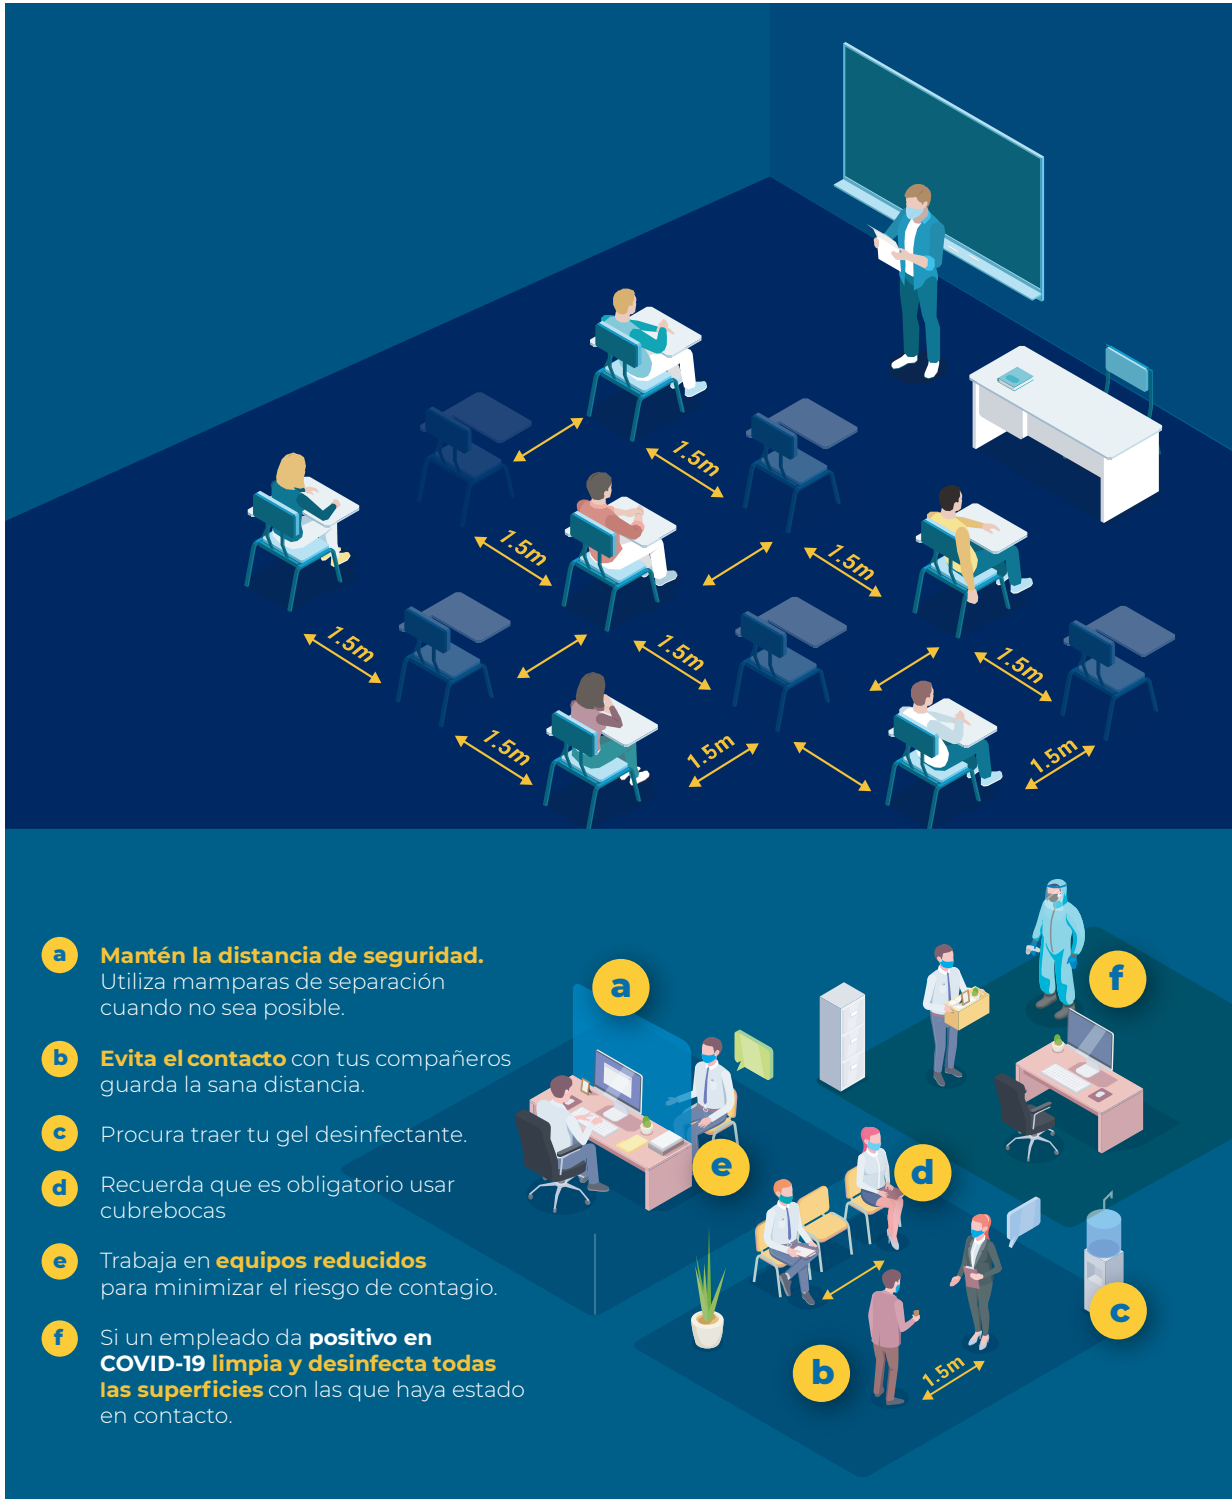 1.5m
1.5m
1.5m
1.5m
1.5m
1.5m
1.5m
1.5m
1.5m
a
Mantén la distancia de seguridad.
Utiliza mamparas de separación
cuando no sea posible.
b
Evita el contacto con tus compañeros
guarda la sana distancia.
c
Procura traer tu gel desinfectante.
d
Recuerda que es obligatorio usar
cubrebocas
e
Trabaja en equipos reducidos
para minimizar el riesgo de contagio.
f
Si un empleado da positivo en
COVID-19 limpia y desinfecta todas
las superficies con las que haya estado
en contacto.
f
a
e
d
c
b
1.5m